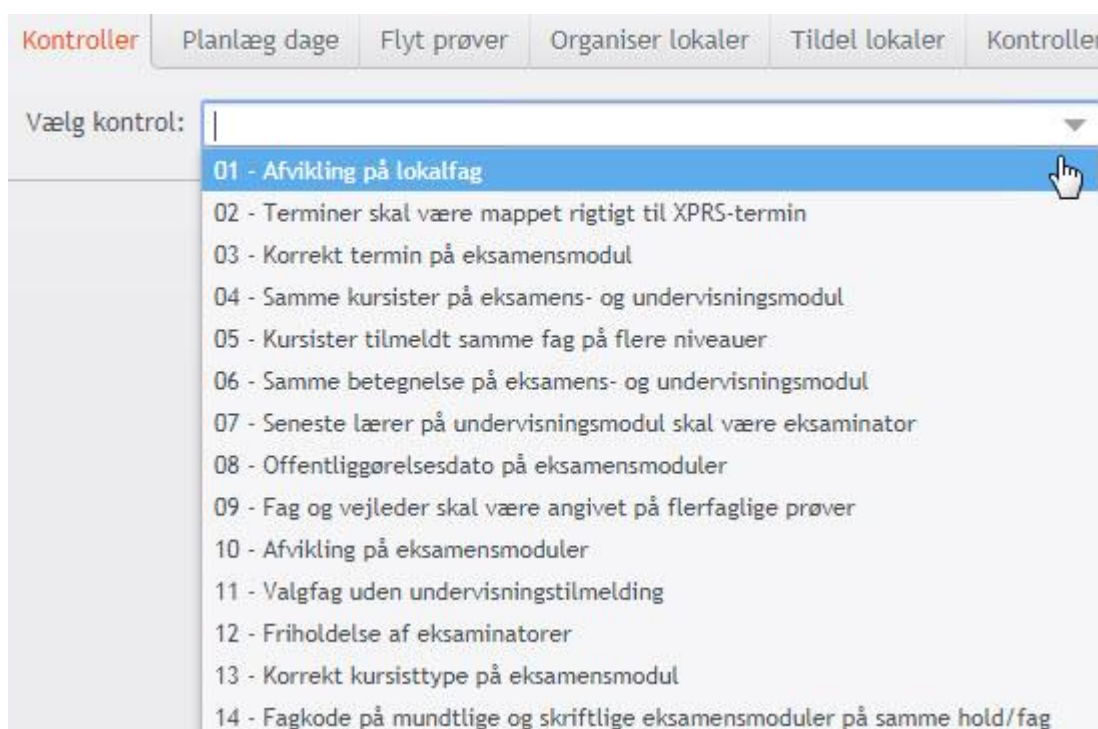 Kontroller Planlæg dage Flyt prøver Organiser lokaler Tildel lokaler Kontroller
Vælg kontrol:
01 - Afvikling på lokalfag
02 - Terminer skal være mappet rigtigt til XPRS-termin
03 - Korrekt termin på eksamensmodul
04 - Samme kursister på eksamens- og undervisningsmodul
05 - Kursister tilmeldt samme fag på flere niveauer
06 - Samme betegnelse på eksamens- og undervisningsmodul
07 - Seneste lærer på undervisningsmodul skal være eksaminator
08 - Offentliggørelsesdato på eksamensmoduler
09 - Fag og vejleder skal være angivet på flerfaglige prøver
10 - Afvikling på eksamensmoduler
11 - Valgfag uden undervisningstilmelding
12 - Friholdelse af eksaminatorer
13 - Korrekt kursisttype på eksamensmodul
14 - Fagkode på mundtlige og skriftlige eksamensmoduler på samme hold/fag